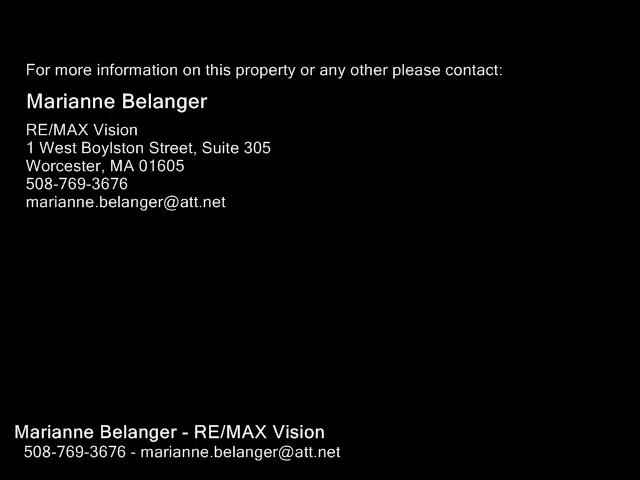 For more information on this property or any other please contact:
Marianne Belanger
RE/MAX Vision
1 West Boylston Street, Suite 305
Worcester, MA 01605
508-769-3676
marianne.belanger@att.net
Marianne Belanger - RE/MAX Vision
508-769-3676 - marianne.belanger@att.net